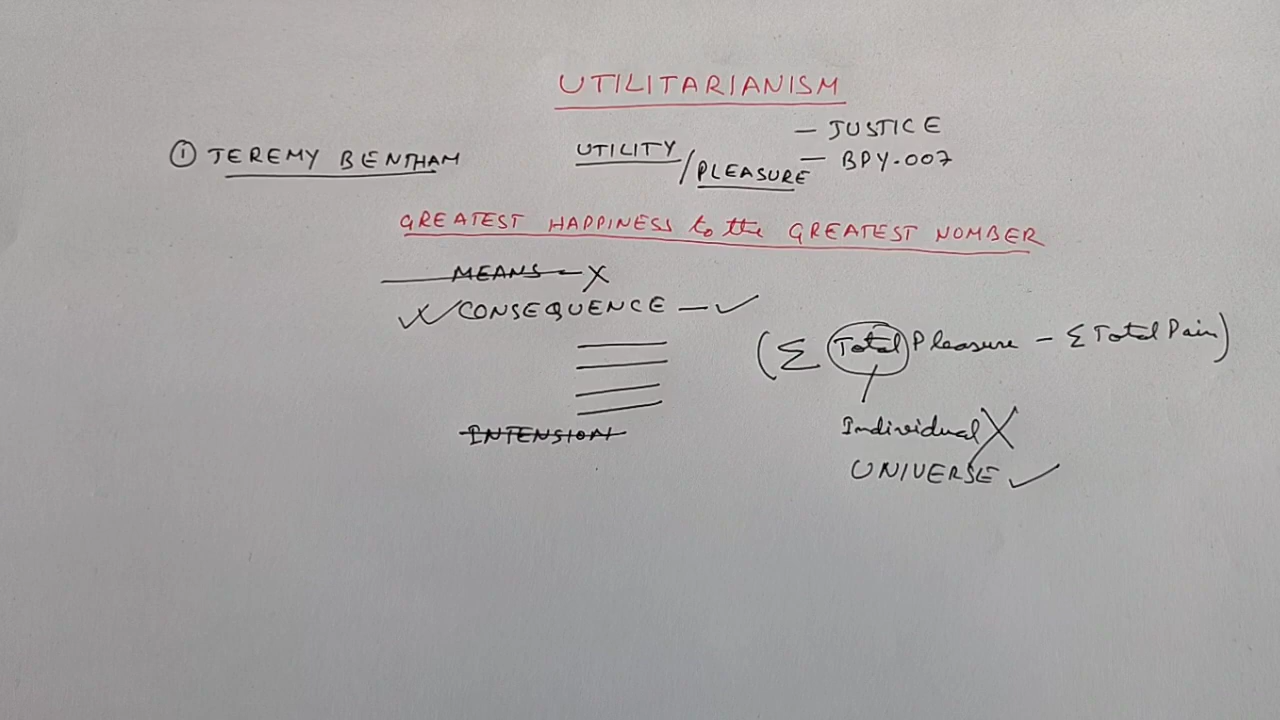 UTILITARIANISM
① JEREMY BENTHAM UTILITY / PLEASURE
— JUSTICE
— BPY-007
GREATEST HAPPINESS to the GREATEST NOMBER
MEANS - X
X ✓ CONSEQUENCE — ✓
(Σ Total Pleasure - Σ Total Pain)
INTENSION
Individual X
UNIVERSE ✓